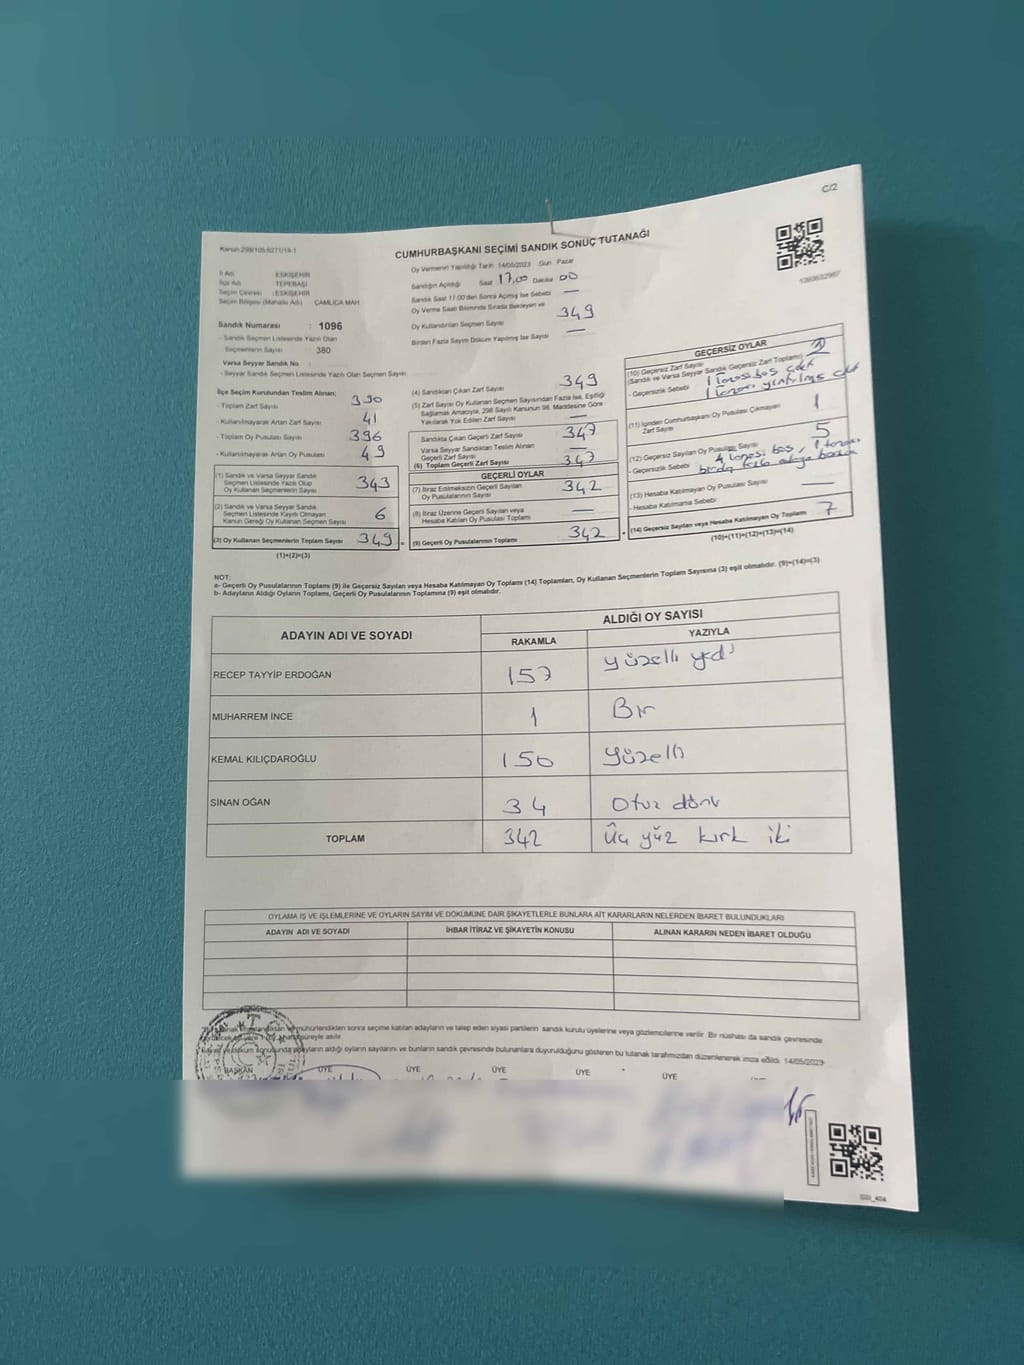 C/2
Kanun:298/105;6271/19-1
CUMHURBAŞKANI SEÇİMİ SANDIK SONUÇ TUTANAĞI
İl Adı : ESKİŞEHİR
İlçe Adı : TEPEBAŞI
Seçim Çevresi : ESKİŞEHİR
Seçim Bölgesi (Mahalle Adı) : ÇAMLICA MAH.
Sandık Numarası : 1096
- Sandık Seçmen Listesinde Yazılı Olan
Seçmenlerin Sayısı : 380
Varsa Seyyar Sandık No :
- Seyyar Sandık Seçmen Listesinde Yazılı Olan Seçmen Sayısı
Oy Vermenin Yapıldığı Tarih : 14/05/2023 Gün : Pazar
Sandığın Açıldığı Saat 17,00 Dakika 00
Sandık Saat 17.00'den Sonra Açılmış İse Sebebi —
Oy Verme Saati Bitiminde Sırada Bekleyen ve
Oy Kullandırılan Seçmen Sayısı 349
Birden Fazla Sayım Döküm Yapılmış İse Sayısı —
İlçe Seçim Kurulundan Teslim Alınan;
- Toplam Zarf Sayısı 390
- Kullanılmayarak Artan Zarf Sayısı 41
- Toplam Oy Pusulası Sayısı 396
- Kullanılmayarak Artan Oy Pusulası 49
(1) Sandık ve Varsa Seyyar Sandık
Seçmen Listesinde Yazılı Olup
Oy Kullanan Seçmenlerin Sayısı 343
(2) Sandık ve Varsa Seyyar Sandık
Seçmen Listesinde Kayıtlı Olmayan
Kanun Gereği Oy Kullanan Seçmen Sayısı 6
(3) Oy Kullanan Seçmenlerin Toplam Sayısı 349
(1)+(2)=(3)
(4) Sandıktan Çıkan Zarf Sayısı 349
(5) Zarf Sayısı Oy Kullanan Seçmen Sayısından Fazla İse, Eşitliği
Sağlamak Amacıyla, 298 Sayılı Kanunun 98. Maddesine Göre
Yakılarak Yok Edilen Zarf Sayısı —
Sandıkta Çıkan Geçerli Zarf Sayısı 347
Varsa Seyyar Sandıktan Teslim Alınan
Geçerli Zarf Sayısı —
(6) Toplam Geçerli Zarf Sayısı 347
GEÇERLİ OYLAR
(7) İtiraz Edilmeksizin Geçerli Sayılan
Oy Pusulalarının Sayısı 342
(8) İtiraz Üzerine Geçerli Sayılan veya
Hesaba Katılan Oy Pusulası Toplamı —
(9) Geçerli Oy Pusulalarının Toplamı 342
GEÇERSİZ OYLAR
(10) Geçersiz Zarf Sayısı 2
(Sandık ve Varsa Seyyar Sandık Geçersiz Zarf Toplamı)
- Geçersizlik Sebebi 1 tanesi boş çıktı
1 tanesi yırtılmış çıktı
(11) İçinden Cumhurbaşkanı Oy Pusulası Çıkmayan
Zarf Sayısı 1
(12) Geçersiz Sayılan Oy Pusulası Sayısı 5
- Geçersizlik Sebebi 4 tanesi boş, 1 tanesi
birden fazla adaya
(13) Hesaba Katılmayan Oy Pusulası Sayısı —
- Hesaba Katılmama Sebebi
(14) Geçersiz Sayılan veya Hesaba Katılmayan Oy Toplamı 7
(10)+(11)+(12)+(13)=(14)
NOT:
a- Geçerli Oy Pusulalarının Toplamı (9) ile Geçersiz Sayılan veya Hesaba Katılmayan Oy Toplamı (14) Toplamları, Oy Kullanan Seçmenlerin Toplam Sayısına (3) eşit olmalıdır. (9)+(14)=(3)
b- Adayların Aldığı Oyların Toplamı, Geçerli Oy Pusulalarının Toplamına (9) eşit olmalıdır.
ADAYIN ADI VE SOYADI
ALDIĞI OY SAYISI
RAKAMLA YAZIYLA
RECEP TAYYİP ERDOĞAN 157 yüzelli yedi
MUHARREM İNCE 1 Bir
KEMAL KILIÇDAROĞLU 150 yüzelli
SİNAN OĞAN 34 Otuz dört
TOPLAM 342 Üç yüz kırk iki
OYLAMA İŞ VE İŞLEMLERİNE VE OYLARIN SAYIM VE DÖKÜMÜNE DAİR ŞİKAYETLERLE BUNLARA AİT KARARLARIN NELERDEN İBARET BULUNDUKLARI
ADAYIN ADI VE SOYADI İHBAR İTİRAZ VE ŞİKAYETİN KONUSU ALINAN KARARIN NEDEN İBARET OLDUĞU
mühürlendikten sonra seçime katılan adayların ve talep eden siyasi partilerin sandık kurulu üyelerine veya gözlemcilerine verilir. Bir nüshası da sandık çevresinde
adayların aldığı oyların sayılarını ve bunların sandık çevresinde bulunanlara duyurulduğunu gösteren bu tutanak tarafımızdan düzenlenerek imza edildi. 14/05/2023
BAŞKAN ÜYE ÜYE ÜYE ÜYE ÜYE